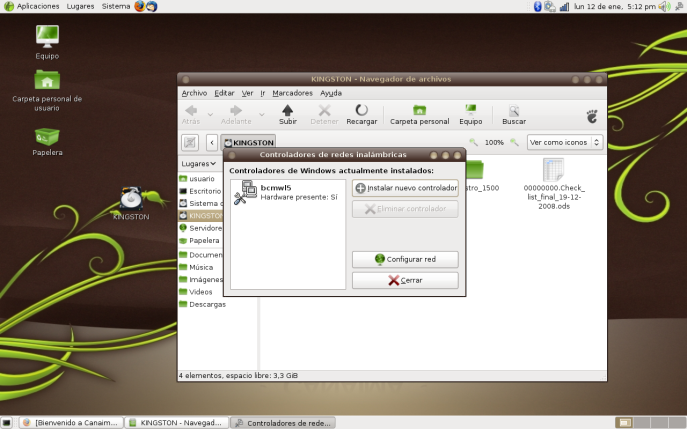 Aplicaciones Lugares Sistema
lun 12 de ene, 5:12 pm
Equipo
Carpeta personal de
usuario
Papelera
KINGSTON
KINGSTON - Navegador de archivos
Archivo Editar Ver Ir Marcadores Ayuda
Atrás Adelante Subir Detener Recargar Carpeta personal Equipo Buscar
KINGSTON 100% Ver como iconos
Lugares
usuario
Escritorio
Sistema
KINGSTON
Servidore
Papelera
Documen
Música
Imágenes
Videos
Descargas
stro_1500
00000000.Check_
list_final_19-12-
2008.ods
4 elementos, espacio libre: 3,3 GiB
Controladores de redes inalámbricas
Controladores de Windows actualmente instalados:
bcmwl5
Hardware presente: Sí
Instalar nuevo controlador
Eliminar controlador
Configurar red
Cerrar
[Bienvenido a Canaim... KINGSTON - Navegad... Controladores de rede...